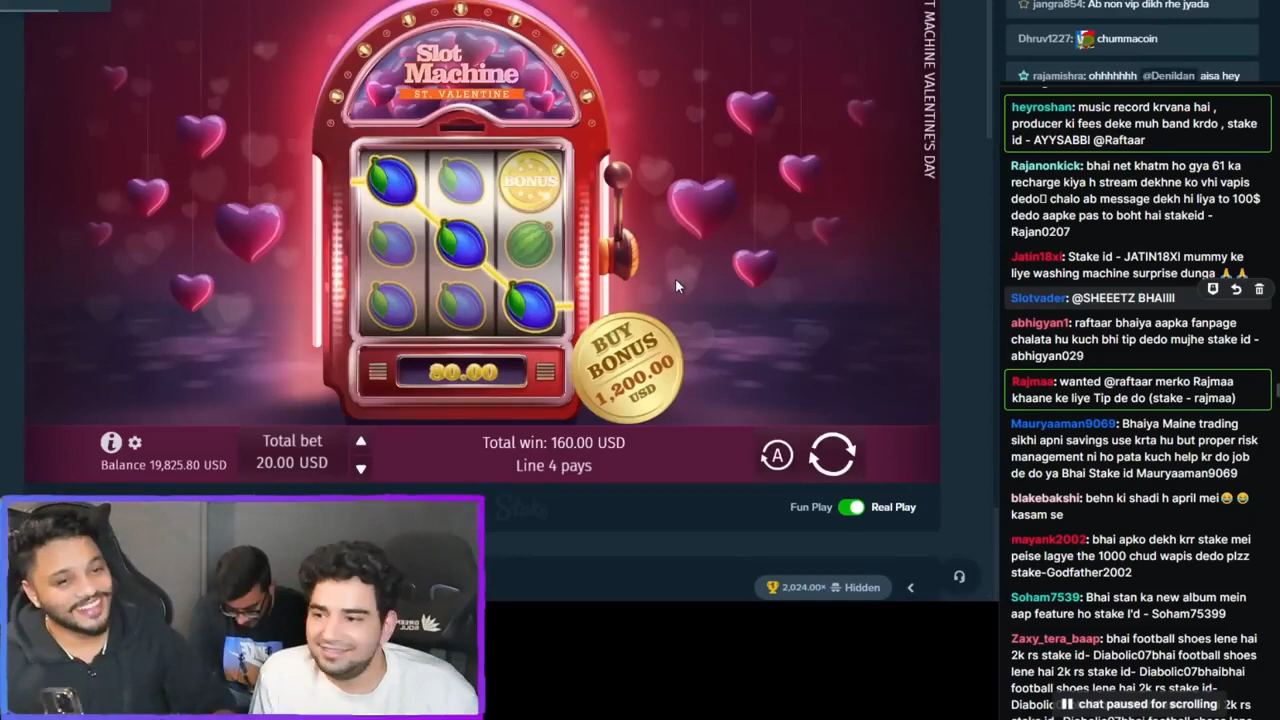 Slot
Machine
ST. VALENTINE
T MACHINE VALENTINE'S DAY
BONUS
80.00
BUY
BONUS
1,200.00
USD
Total bet
20.00 USD
Balance 19,825.80 USD
Total win: 160.00 USD
Line 4 pays
A
Fun Play
Real Play
2,024.00×
Hidden
jangra854: Ab non vip dikh rhe jyada
Dhruv1227: chummacoin
rajamishra: ohhhhhhh @Denildan aisa hey
heyroshan: music record krvana hai ,
producer ki fees deke muh band krdo , stake
id - AYYSABBI @Raftaar
Rajanonkick: bhai net khatm ho gya 61 ka
recharge kiya h stream dekhne ko vhi vapis
dedo chalo ab message dekh hi liya to 100$
dedo aapke pas to boht hai stakeid -
Rajan0207
Jatin18xi: Stake id - JATIN18XI mummy ke
liye washing machine surprise dunga 🙏 🙏
Slotvader: @SHEEETZ BHAIIII
abhigyan1: raftaar bhaiya aapka fanpage
chalata hu kuch bhi tip dedo mujhe stake id -
abhigyan029
Rajmaa: wanted @raftaar merko Rajmaa
khaane ke liye Tip de do (stake - rajmaa)
Mauryaaman9069: Bhaiya Maine trading
sikhi apni savings use krta hu but proper risk
management ni ho pata kuch help kr do job
de do ya Bhai Stake id Mauryaaman9069
blakebakshi: behn ki shadi h april mei😂😂
kasam se
mayank2002: bhai apko dekh krr stake mei
peise lagye the 1000 chud wapis dedo plzz
stake-Godfather2002
Soham7539: Bhai stan ka new album mein
aap feature ho stake I'd - Soham75399
Zaxy_tera_baap: bhai football shoes lene hai
2k rs stake id- Diabolic07bhai football shoes
lene hai 2k rs stake id- Diabolic07bhaibhai
football shoes lene hai 2k rs stake id-
chat paused for scrolling